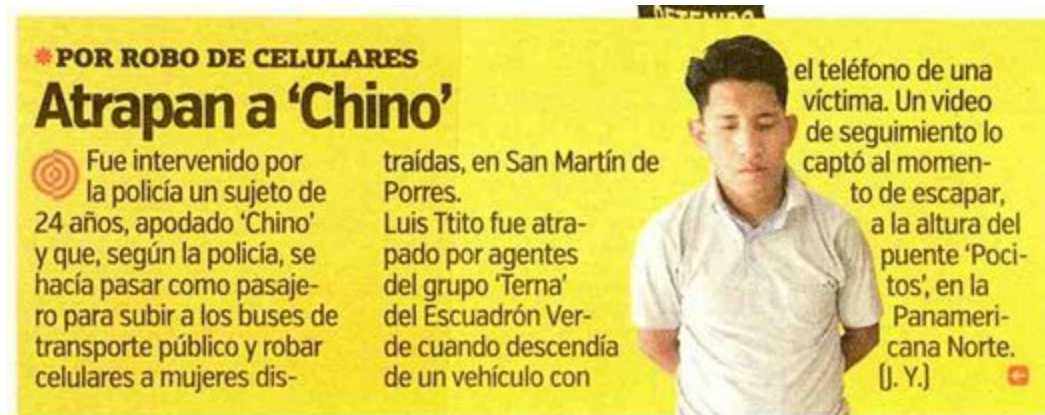 DETENIDO
*POR ROBO DE CELULARES
Atrapan a ‘Chino’
Fue intervenido por
la policía un sujeto de
24 años, apodado ‘Chino’
y que, según la policía, se
hacía pasar como pasaje-
ro para subir a los buses de
transporte público y robar
celulares a mujeres dis-
traídas, en San Martín de
Porres.
Luis Ttito fue atra-
pado por agentes
del grupo ‘Terna’
del Escuadrón Ver-
de cuando descendía
de un vehículo con
el teléfono de una
víctima. Un video
de seguimiento lo
captó al momen-
to de escapar,
a la altura del
puente ‘Poci-
tos’, en la
Panameri-
cana Norte.
(J. Y.)